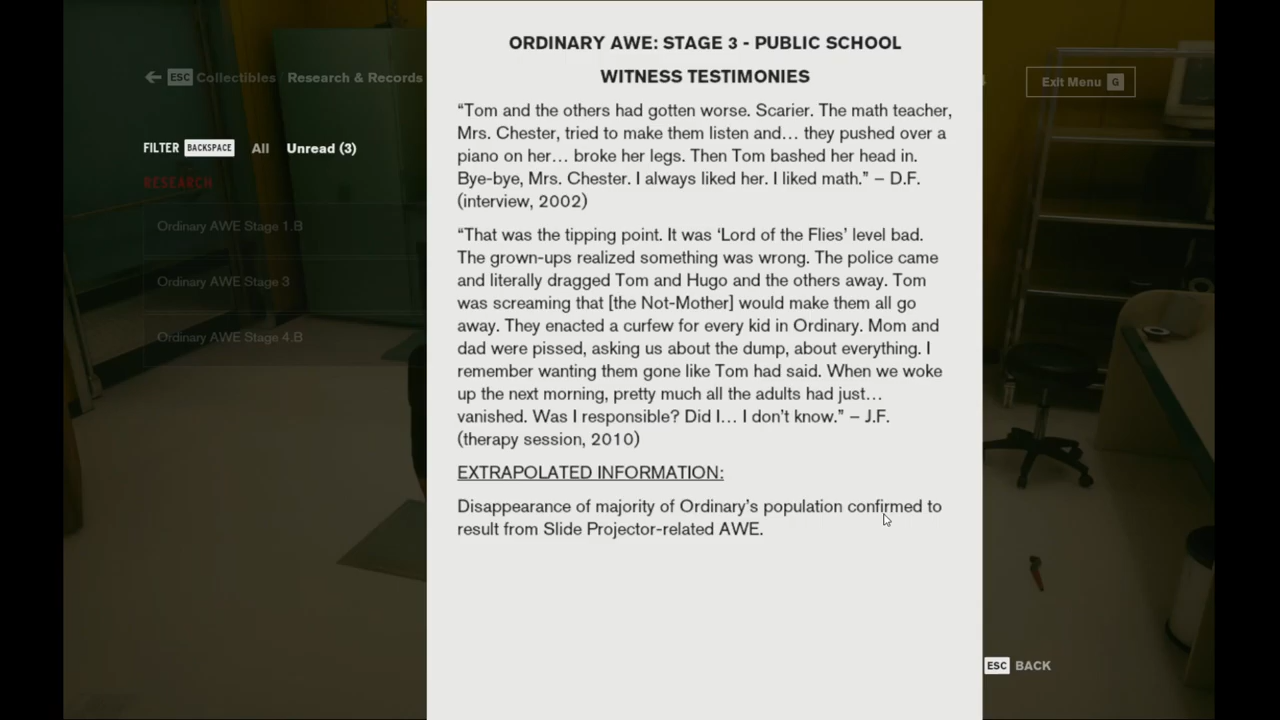 ORDINARY AWE: STAGE 3 - PUBLIC SCHOOL
WITNESS TESTIMONIES
← ESC Collectibles Research & Records
Exit Menu G
FILTER BACKSPACE All Unread (3)
RESEARCH
Ordinary AWE Stage 1.B
Ordinary AWE Stage 3
Ordinary AWE Stage 4.B
“Tom and the others had gotten worse. Scarier. The math teacher,
Mrs. Chester, tried to make them listen and… they pushed over a
piano on her… broke her legs. Then Tom bashed her head in.
Bye-bye, Mrs. Chester. I always liked her. I liked math.” – D.F.
(interview, 2002)
“That was the tipping point. It was ‘Lord of the Flies’ level bad.
The grown-ups realized something was wrong. The police came
and literally dragged Tom and Hugo and the others away. Tom
was screaming that [the Not-Mother] would make them all go
away. They enacted a curfew for every kid in Ordinary. Mom and
dad were pissed, asking us about the dump, about everything. I
remember wanting them gone like Tom had said. When we woke
up the next morning, pretty much all the adults had just…
vanished. Was I responsible? Did I… I don’t know.” – J.F.
(therapy session, 2010)
EXTRAPOLATED INFORMATION:
Disappearance of majority of Ordinary’s population confirmed to
result from Slide Projector-related AWE.
ESC BACK